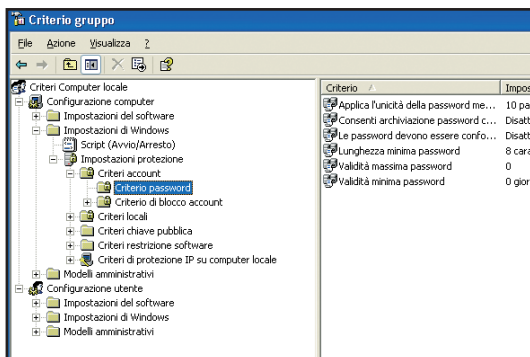 Criterio gruppo
File Azione Visualizza ?
Criteri Computer locale
Configurazione computer
Impostazioni del software
Impostazioni di Windows
Script (Avvio/Arresto)
Impostazioni protezione
Criteri account
Criterio password
Criterio di blocco account
Criteri locali
Criteri chiave pubblica
Criteri restrizione software
Criteri di protezione IP su computer locale
Modelli amministrativi
Configurazione utente
Impostazioni del software
Impostazioni di Windows
Modelli amministrativi
Criterio Impos
Applica l'unicità della password me... 10 pa
Consenti archiviazione password c... Disatt
Le password devono essere confo... Disatt
Lunghezza minima password 8 cara
Validità massima password 0
Validità minima password 0 gior